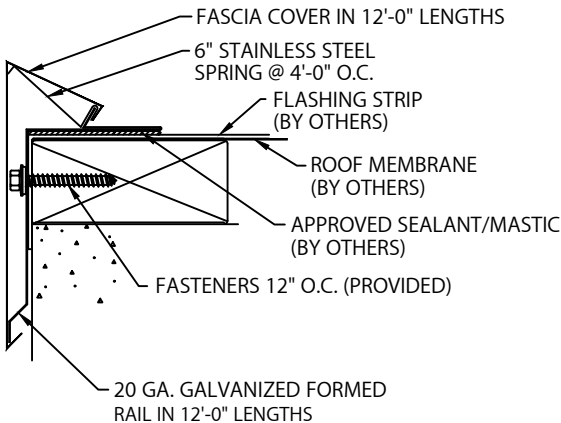 FASCIA COVER IN 12'-0" LENGTHS
6" STAINLESS STEEL
SPRING @ 4'-0" O.C.
FLASHING STRIP
(BY OTHERS)
ROOF MEMBRANE
(BY OTHERS)
APPROVED SEALANT/MASTIC
(BY OTHERS)
FASTENERS 12" O.C. (PROVIDED)
20 GA. GALVANIZED FORMED
RAIL IN 12'-0" LENGTHS